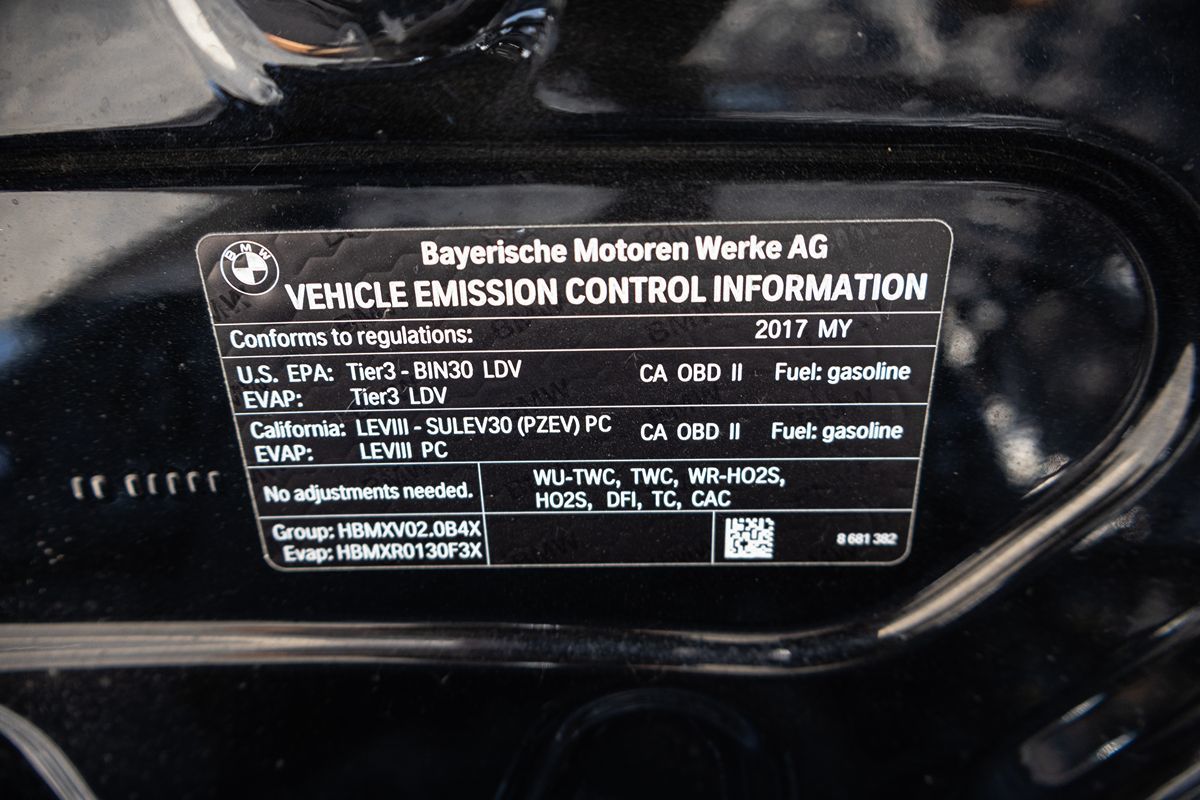 BMW
Bayerische Motoren Werke AG
VEHICLE EMISSION CONTROL INFORMATION
Conforms to regulations: 2017 MY
U.S. EPA: Tier3 - BIN30 LDV CA OBD II Fuel: gasoline
EVAP: Tier3 LDV
California: LEVIII - SULEV30 (PZEV) PC CA OBD II Fuel: gasoline
EVAP: LEVIII PC
No adjustments needed.
WU-TWC, TWC, WR-HO2S,
HO2S, DFI, TC, CAC
Group: HBMXV02.0B4X
Evap: HBMXR0130F3X
8 681 382